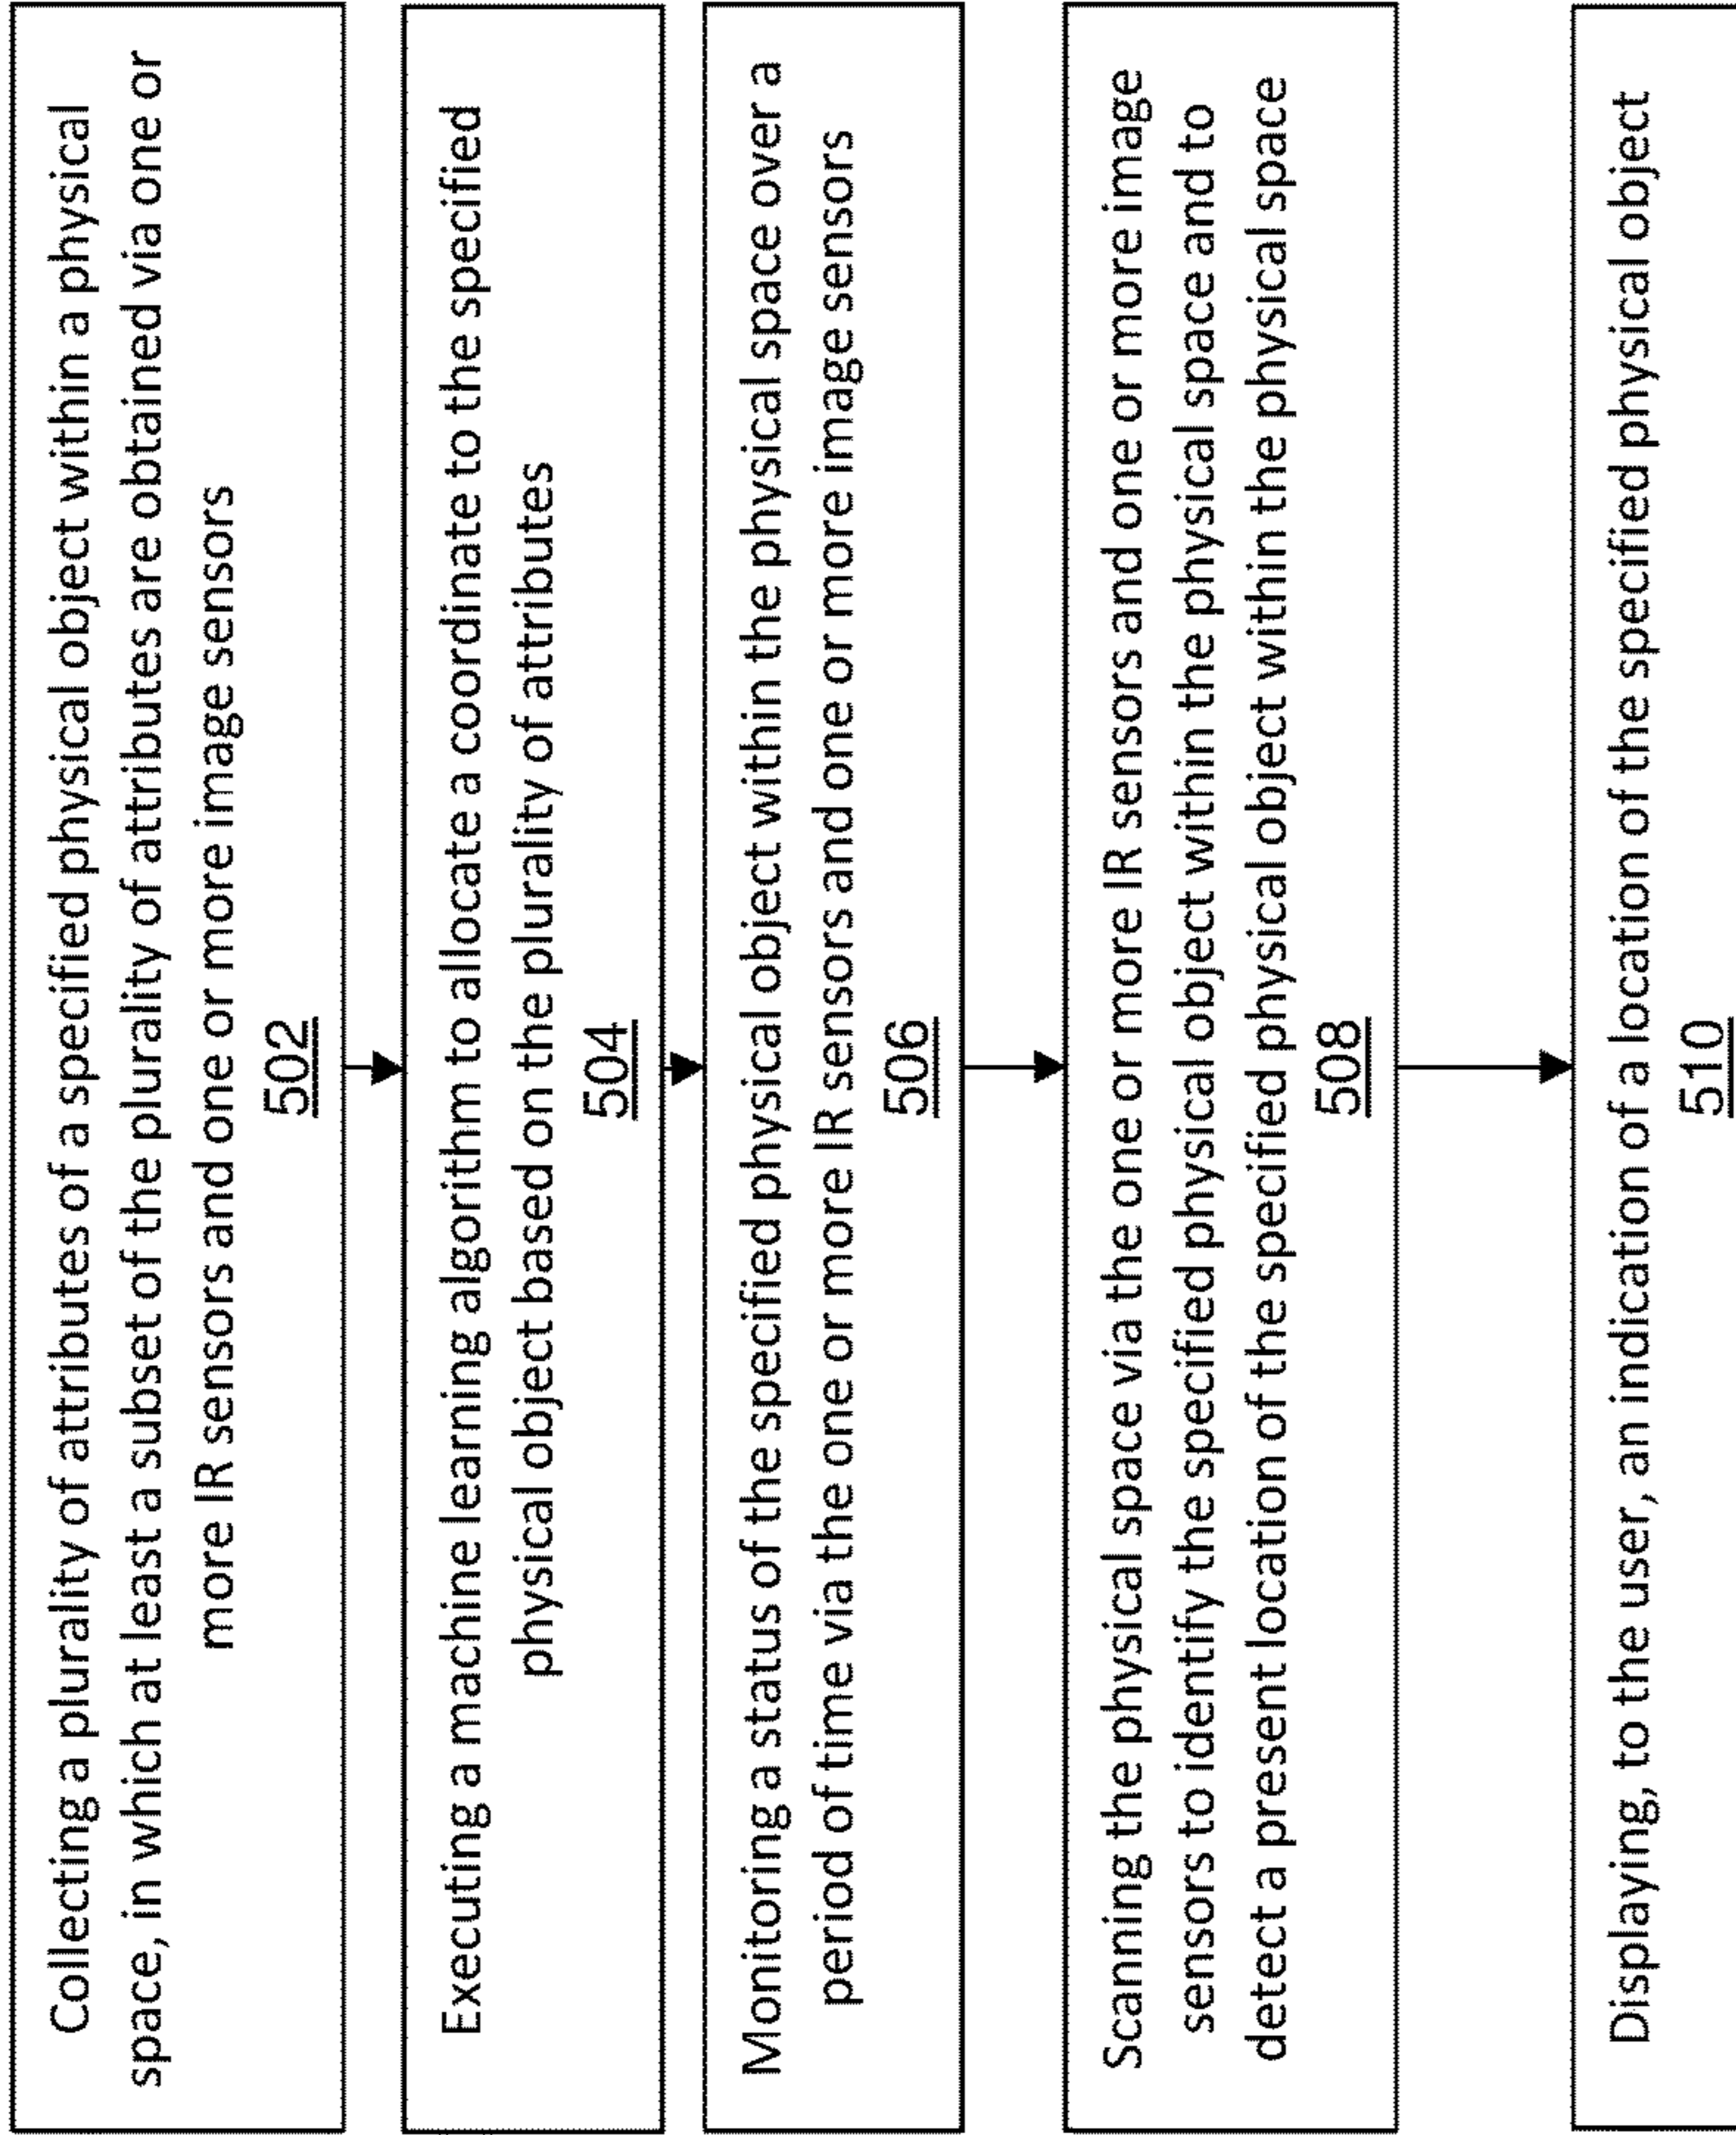 Collecting a plurality of attributes of a specified physical object within a physical
space, in which at least a subset of the plurality of attributes are obtained via one or
more IR sensors and one or more image sensors
502
Executing a machine learning algorithm to allocate a coordinate to the specified
physical object based on the plurality of attributes
504
Monitoring a status of the specified physical object within the physical space over a
period of time via the one or more IR sensors and one or more image sensors
506
Scanning the physical space via the one or more IR sensors and one or more image
sensors to identify the specified physical object within the physical space and to
detect a present location of the specified physical object within the physical space
508
Displaying, to the user, an indication of a location of the specified physical object
510